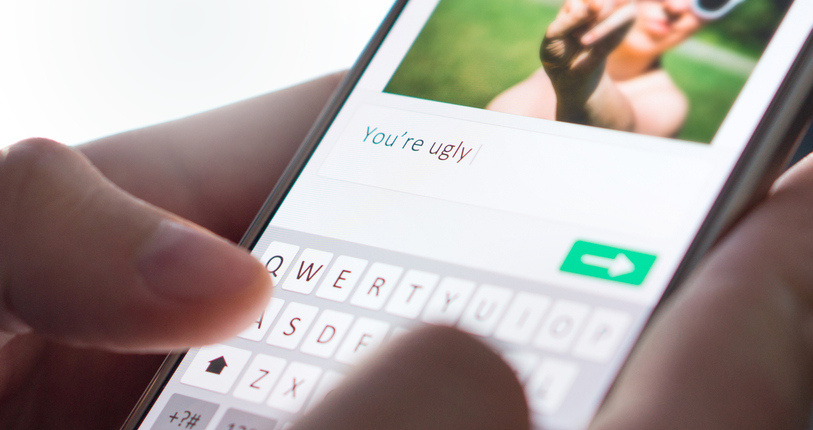 You're ugly
Q W E R T Y U I O P
A S D F L
Z X
+?#